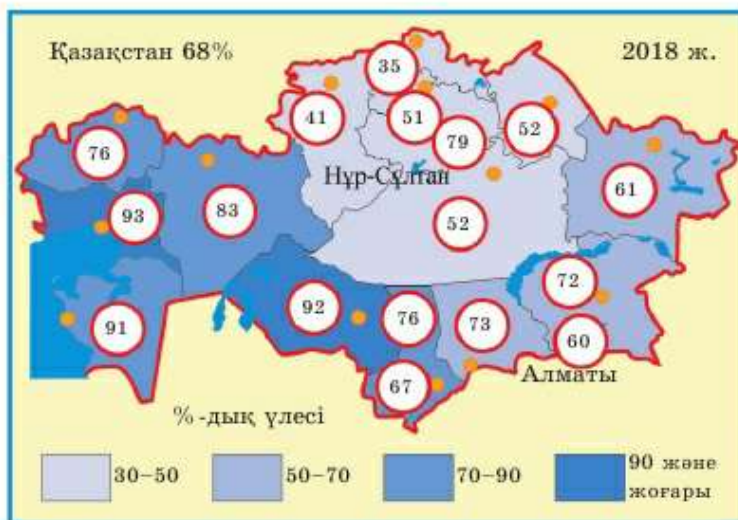 Қазақстан 68%
2018 ж.
35
41
51
79
52
76
61
Нұр-Сұлтан
93
83
52
72
92
76
73
91
60
67
Алматы
%-дық үлесі
30–50
50–70
70–90
90 және
жоғары